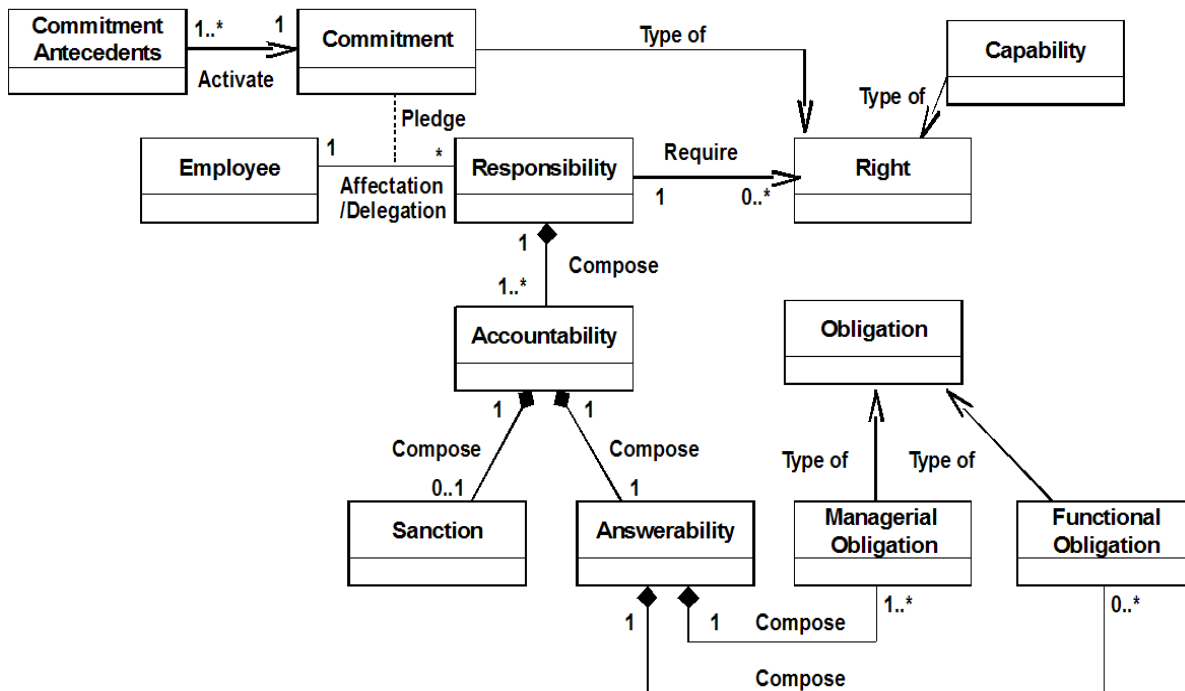 Commitment
Antecedents
1..*
1
Activate
Commitment
Type of
Capability
Type of
Pledge
Employee
1
*
Affectation
/Delegation
Responsibility
Require
1
0..*
Right
1
Compose
1..*
Accountability
Obligation
1
1
Compose
Compose
0..1
1
Type of
Type of
Sanction
Answerability
Managerial
Obligation
Functional
Obligation
1
1
Compose
1..*
0..*
Compose